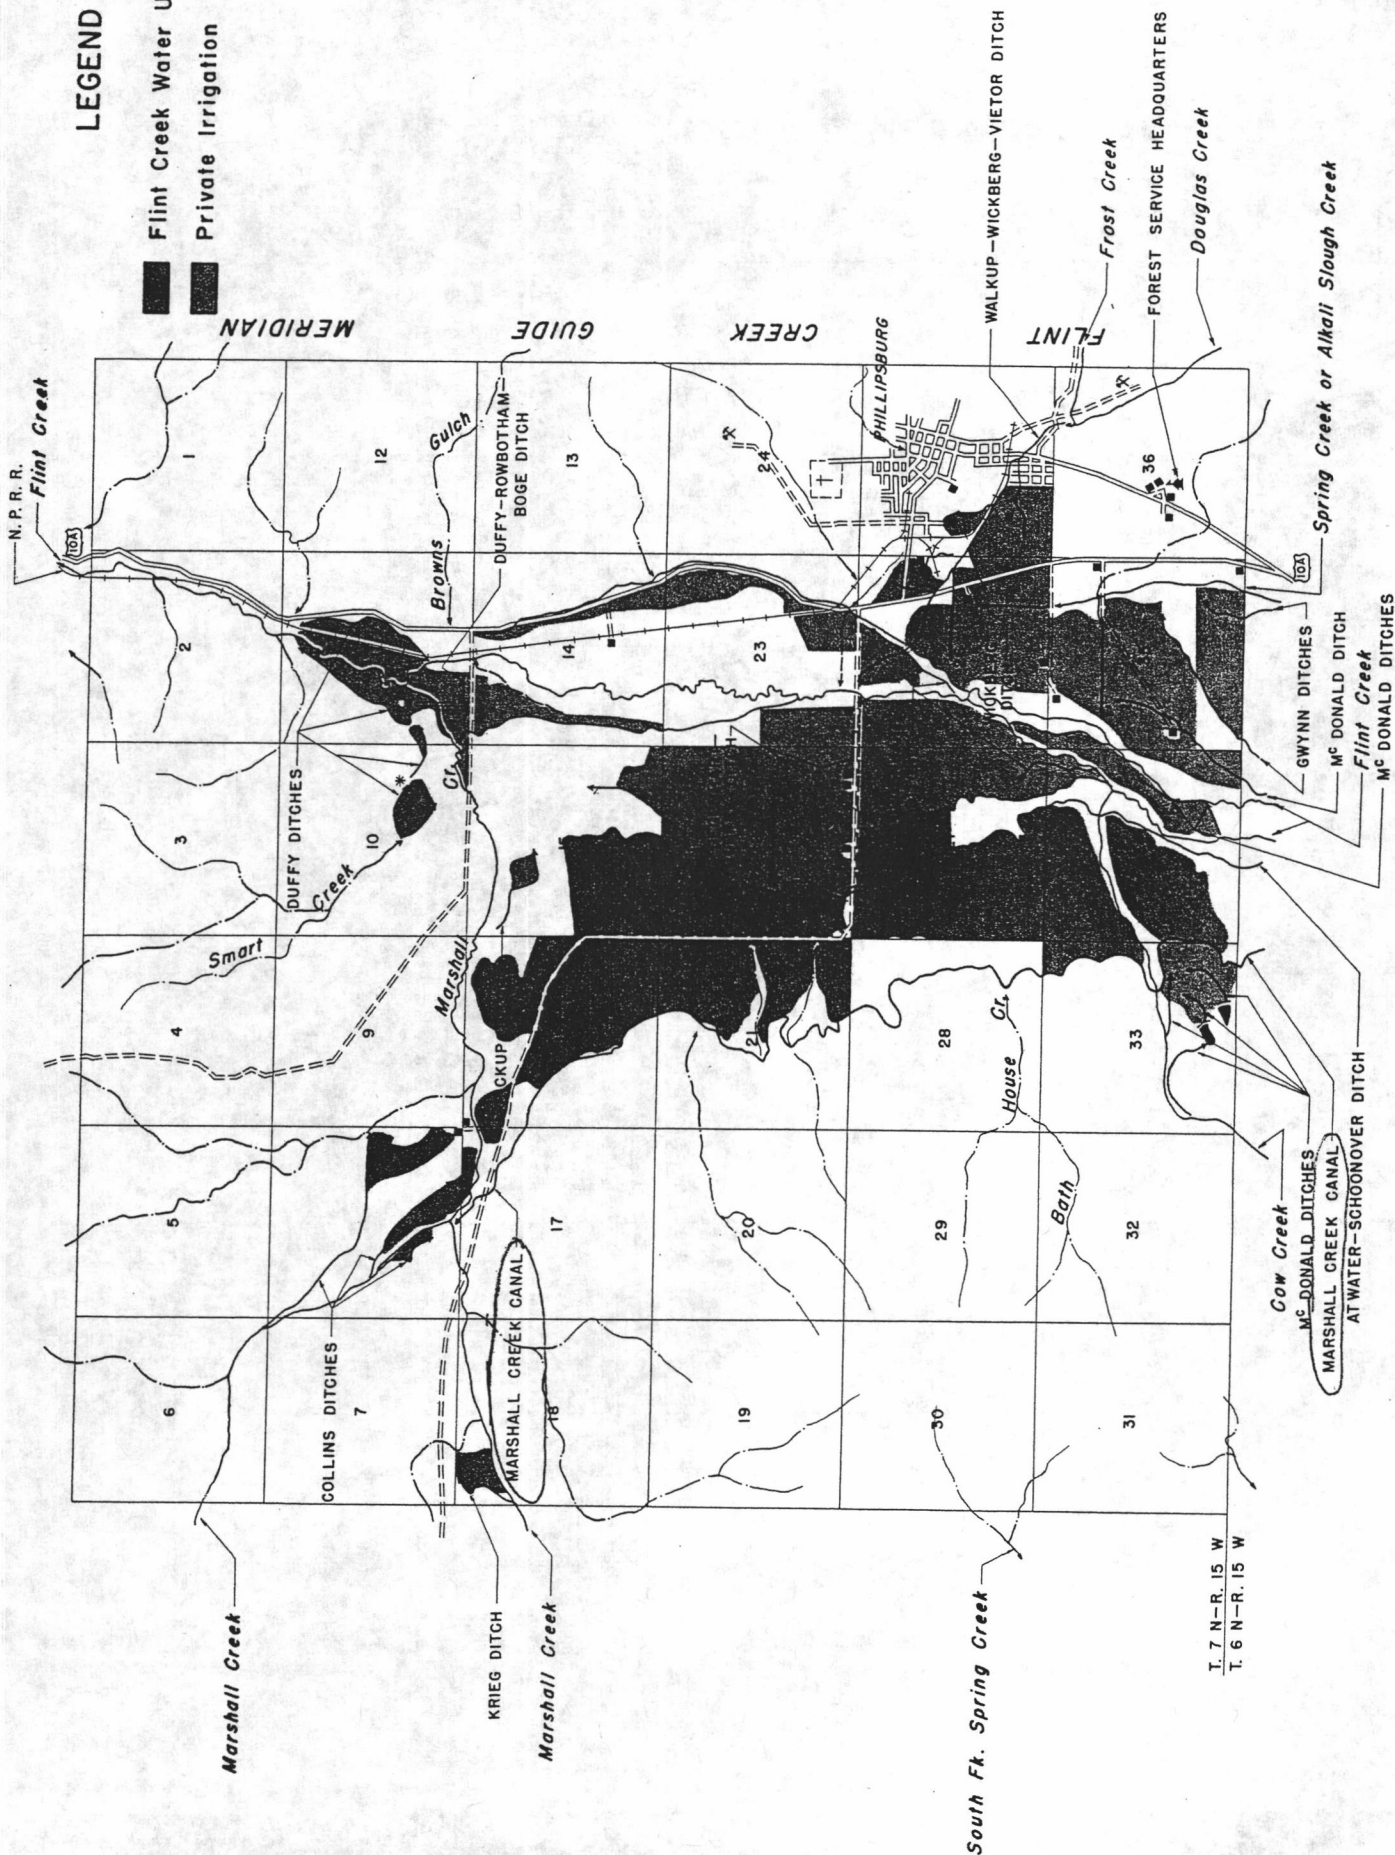 LEGEND
Flint Creek Water
Private Irrigation
N. P. R. R.
Flint Creek
10A
MERIDIAN
GUIDE
CREEK
FLINT
1
2
3
4
5
6
7
9
10
12
13
14
17
18
19
20
21
23
24
28
29
30
31
32
33
36
Browns Gulch
DUFFY-ROWBOTHAM-
BOGE DITCH
PHILLIPSBURG
WALKUP-WICKBERG-VIETOR DITCH
Frost Creek
FOREST SERVICE HEADQUARTERS
Douglas Creek
Spring Creek or Alkali Slough Creek
10A
GWYNN DITCHES
Mc DONALD DITCH
Flint Creek
Mc DONALD DITCHES
DUFFY DITCHES
*
Smart Creek
Marshall Cr.
House Cr.
Bath
Cow Creek
Mc DONALD DITCHES
MARSHALL CREEK CANAL
ATWATER-SCHOONOVER DITCH
COLLINS DITCHES
MARSHALL CREEK CANAL
Marshall Creek
KRIEG DITCH
Marshall Creek
South Fk. Spring Creek
T. 7 N-R. 15 W
T. 6 N-R. 15 W